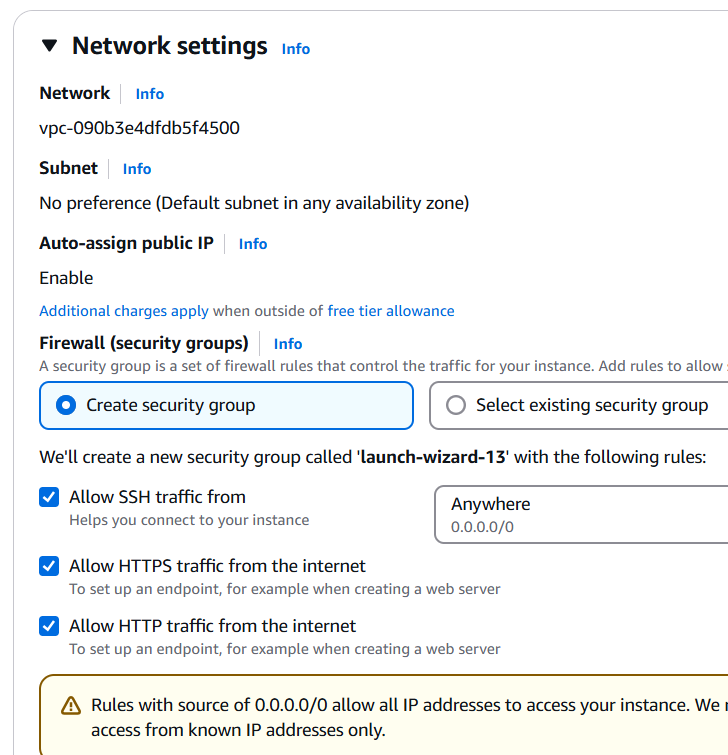 Network settings Info
Network Info
vpc-090b3e4dfdb5f4500
Subnet Info
No preference (Default subnet in any availability zone)
Auto-assign public IP Info
Enable
Additional charges apply when outside of free tier allowance
Firewall (security groups) Info
A security group is a set of firewall rules that control the traffic for your instance. Add rules to allow
Create security group
Select existing security group
We'll create a new security group called 'launch-wizard-13' with the following rules:
Allow SSH traffic from
Helps you connect to your instance
Anywhere
0.0.0.0/0
Allow HTTPS traffic from the internet
To set up an endpoint, for example when creating a web server
Allow HTTP traffic from the internet
To set up an endpoint, for example when creating a web server
Rules with source of 0.0.0.0/0 allow all IP addresses to access your instance. We
access from known IP addresses only.